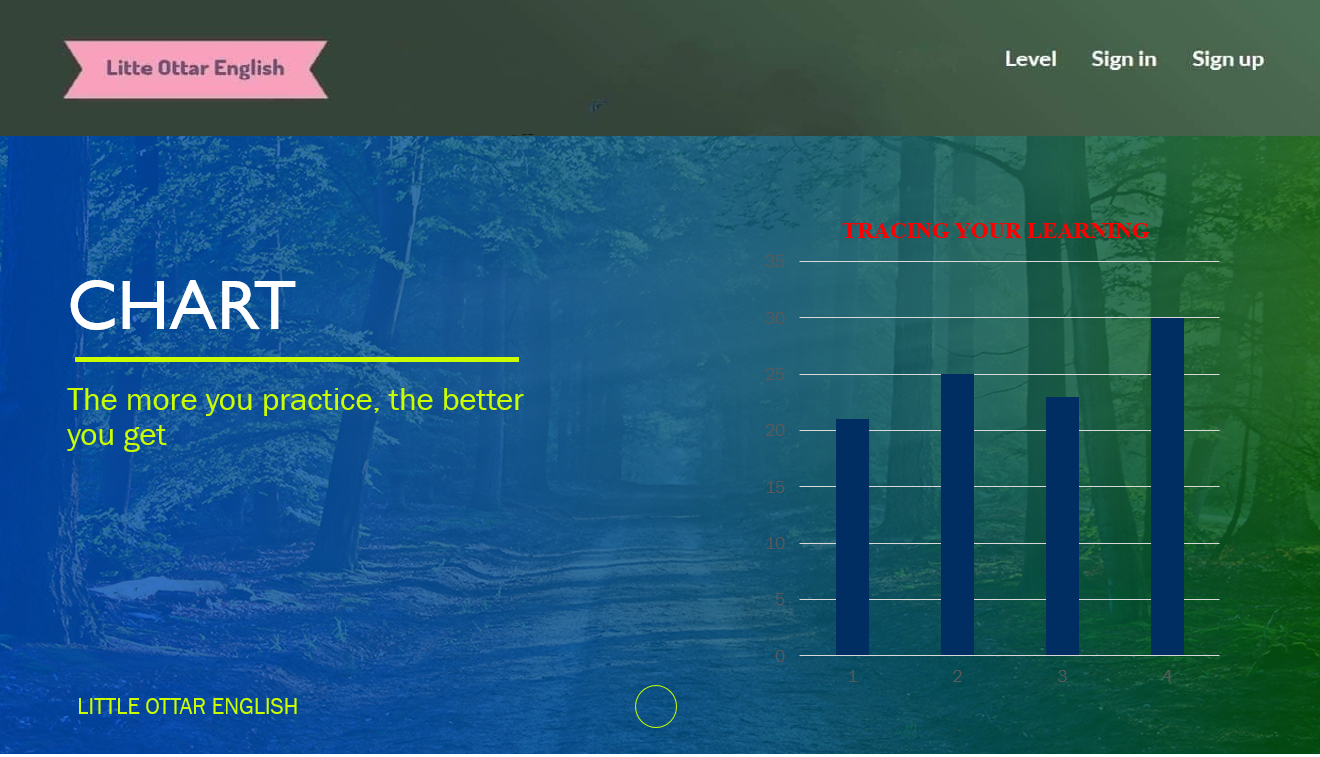 Litte Ottar English
Level Sign in Sign up
TRACING YOUR LEARNING
CHART
The more you practice, the better
you get
35
30
25
20
15
10
5
0
1 2 3 4
LITTLE OTTAR ENGLISH